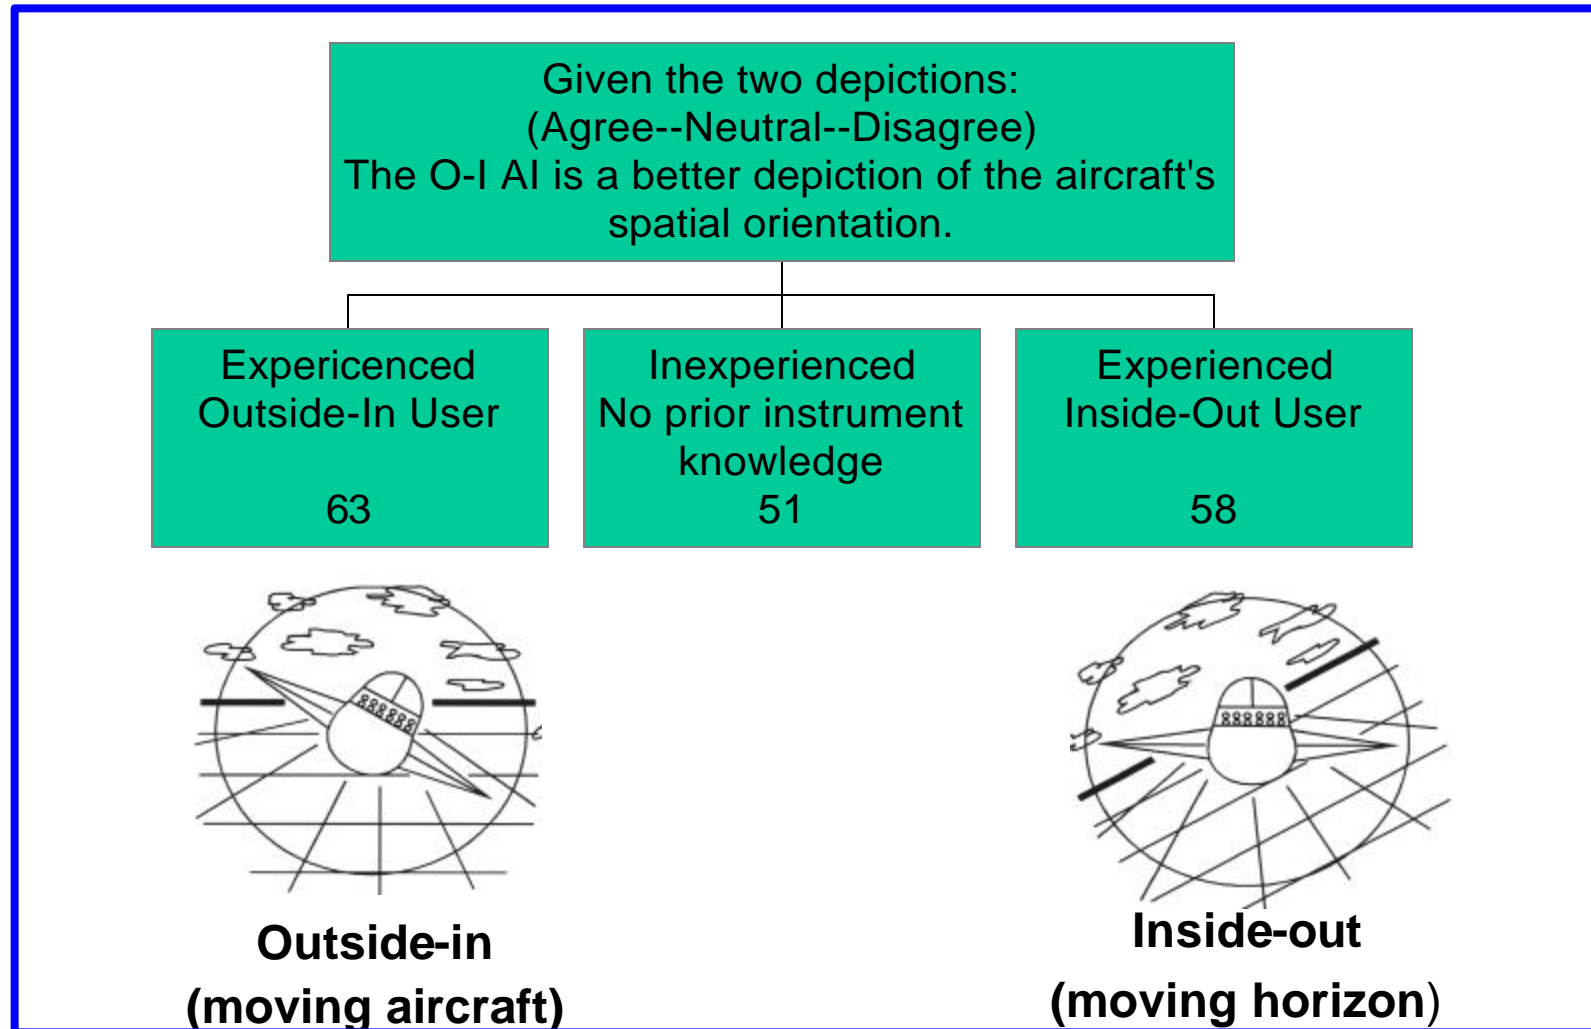 Given the two depictions:
(Agree--Neutral--Disagree)
The O-I AI is a better depiction of the aircraft's
spatial orientation.
Expericenced
Outside-In User
63
Inexperienced
No prior instrument
knowledge
51
Experienced
Inside-Out User
58
Outside-in
(moving aircraft)
Inside-out
(moving horizon)